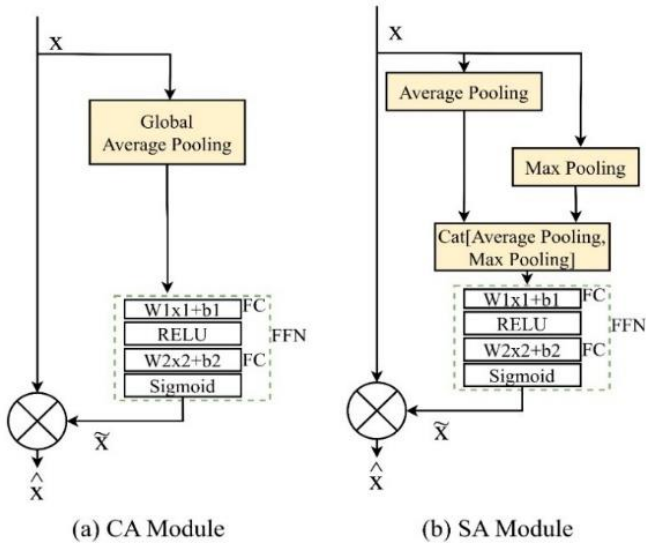 x
Global
Average Pooling
W1x1+b1
FC
RELU
FFN
W2x2+b2
FC
Sigmoid
x̃
x̂
(a) CA Module
x
Average Pooling
Max Pooling
Cat[Average Pooling,
Max Pooling]
W1x1+b1
FC
RELU
FFN
W2x2+b2
FC
Sigmoid
x̃
x̂
(b) SA Module